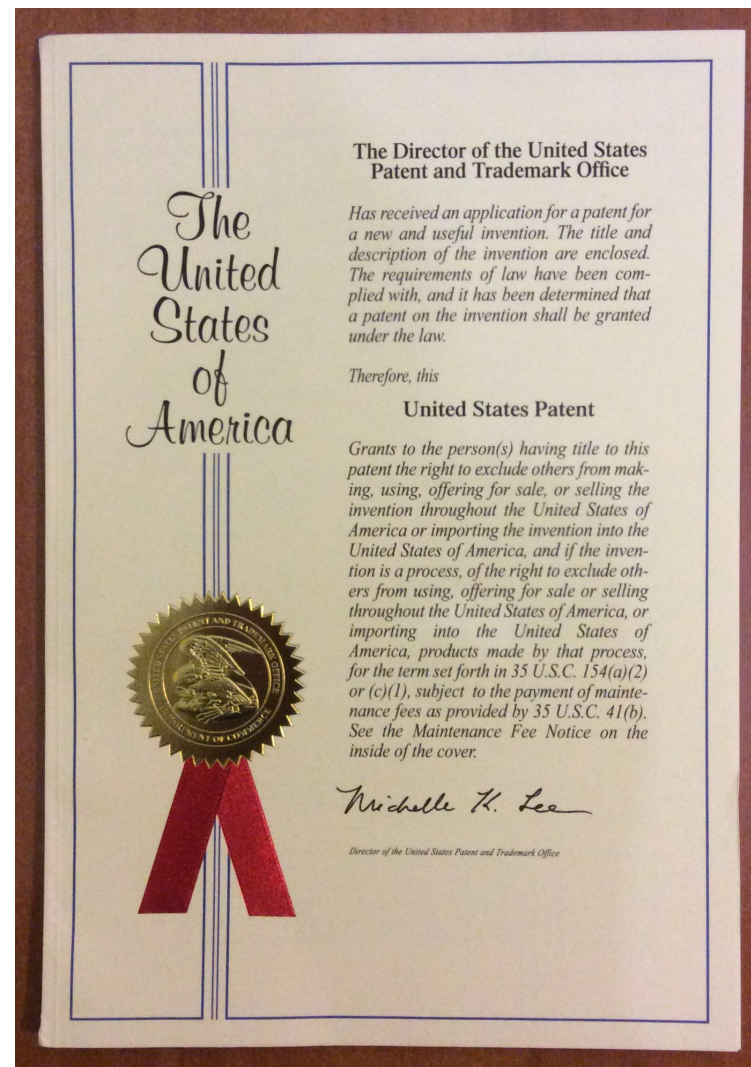 The
United
States
of
America
The Director of the United States
Patent and Trademark Office
Has received an application for a patent for
a new and useful invention. The title and
description of the invention are enclosed.
The requirements of law have been com-
plied with, and it has been determined that
a patent on the invention shall be granted
under the law.
Therefore, this
United States Patent
Grants to the person(s) having title to this
patent the right to exclude others from mak-
ing, using, offering for sale, or selling the
invention throughout the United States of
America or importing the invention into the
United States of America, and if the inven-
tion is a process, of the right to exclude oth-
ers from using, offering for sale or selling
throughout the United States of America, or
importing into the United States of
America, products made by that process,
for the term set forth in 35 U.S.C. 154(a)(2)
or (c)(1), subject to the payment of mainte-
nance fees as provided by 35 U.S.C. 41(b).
See the Maintenance Fee Notice on the
inside of the cover.
Michelle K. Lee
Director of the United States Patent and Trademark Office
UNITED STATES PATENT AND TRADEMARK OFFICE
DEPARTMENT OF COMMERCE